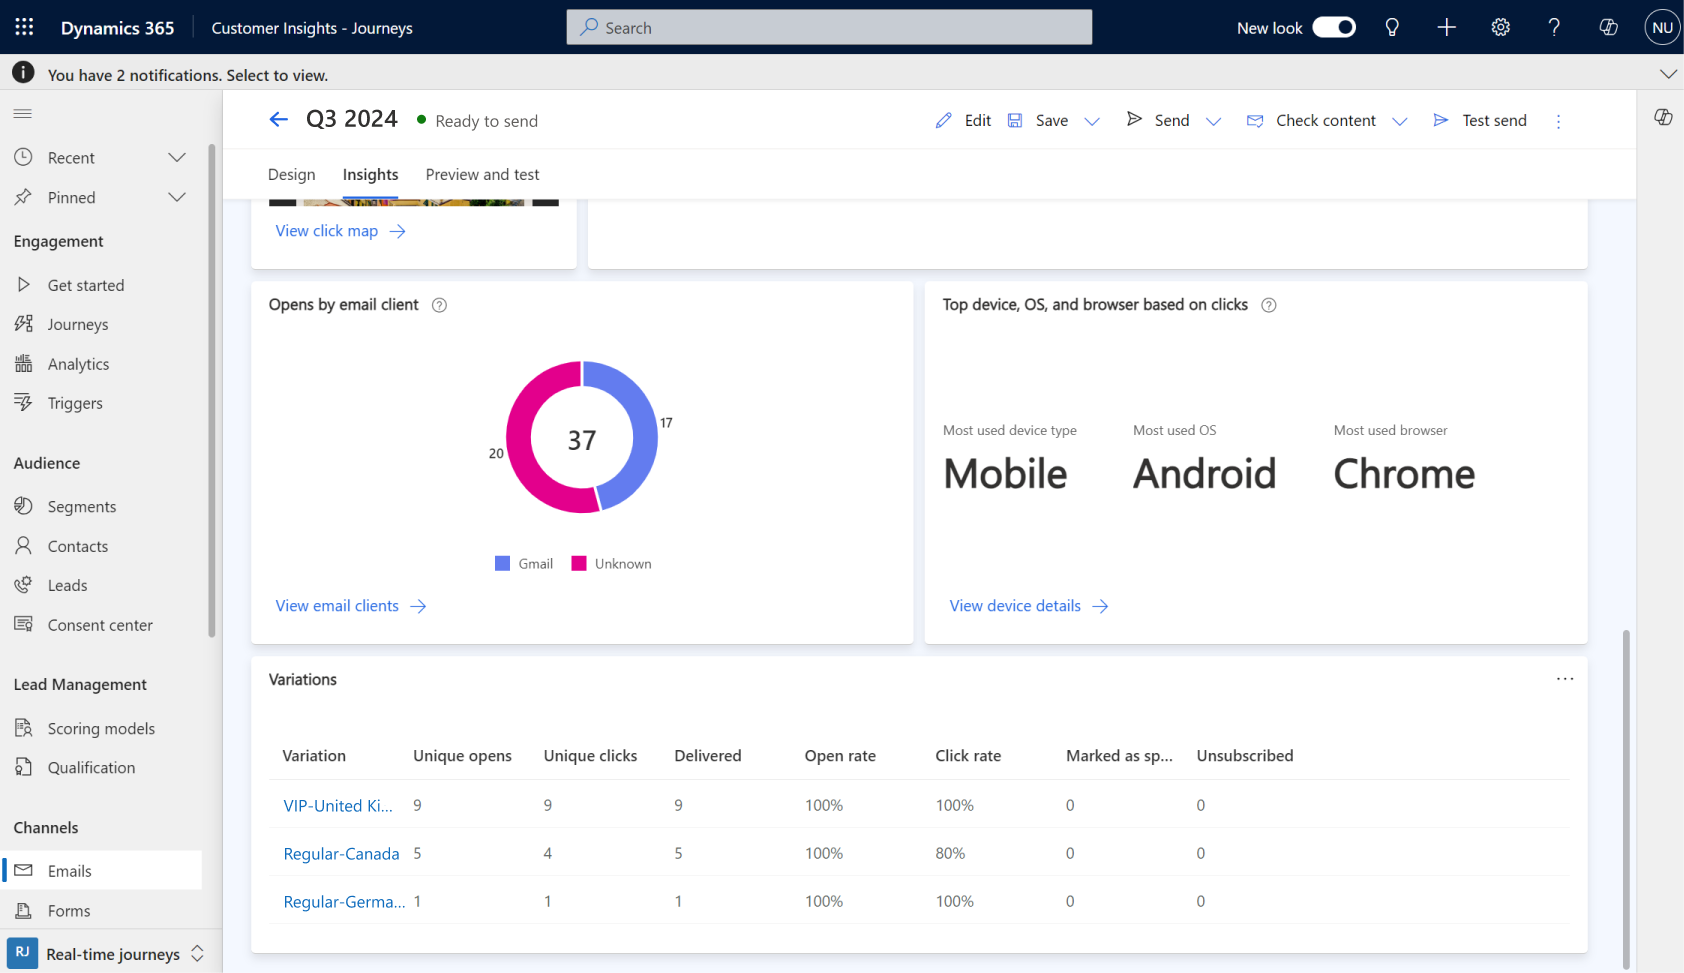 Dynamics 365 Customer Insights - Journeys Search New look NU
You have 2 notifications. Select to view.
Q3 2024 Ready to send Edit Save Send Check content Test send
Design Insights Preview and test
Recent
Pinned
Engagement
Get started
Journeys
Analytics
Triggers
Audience
Segments
Contacts
Leads
Consent center
Lead Management
Scoring models
Qualification
Channels
Emails
Forms
RJ Real-time journeys
View click map
Opens by email client
37
17
20
Gmail Unknown
View email clients
Top device, OS, and browser based on clicks
Most used device type Most used OS Most used browser
Mobile Android Chrome
View device details
Variations
Variation Unique opens Unique clicks Delivered Open rate Click rate Marked as sp... Unsubscribed
VIP-United Ki... 9 9 9 100% 100% 0 0
Regular-Canada 5 4 5 100% 80% 0 0
Regular-Germa... 1 1 1 100% 100% 0 0